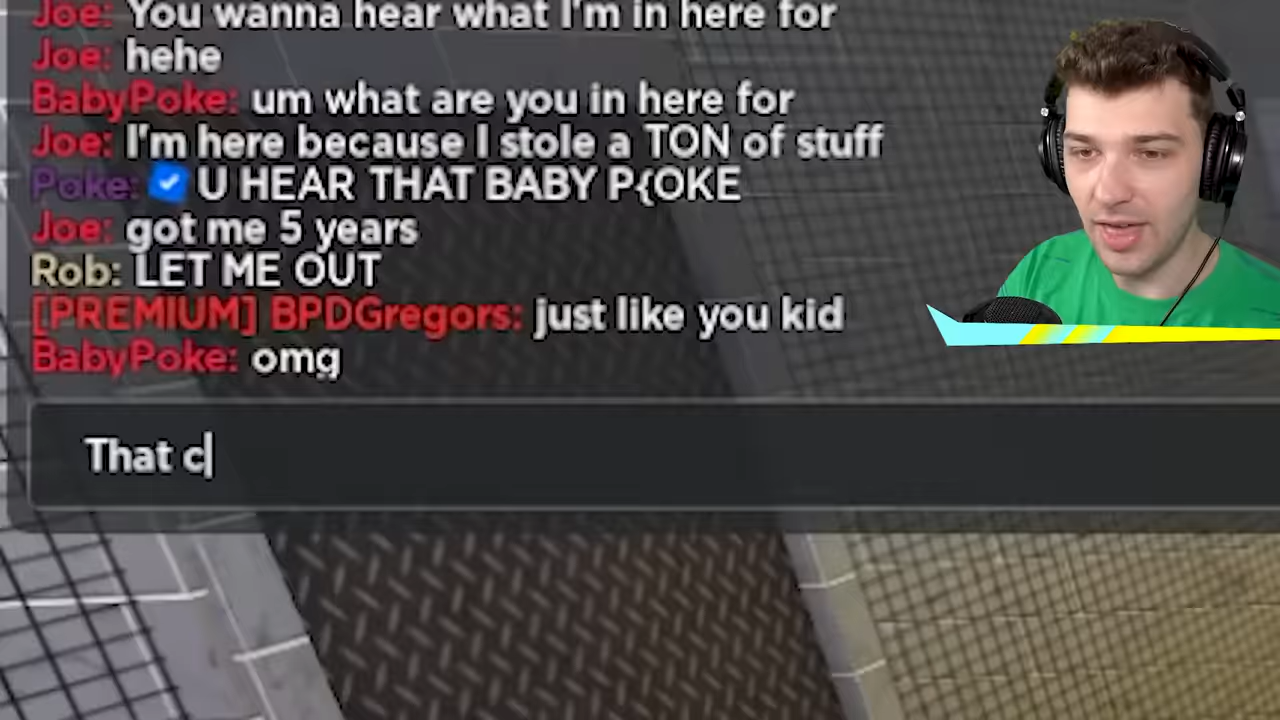 Joe: You wanna hear what I'm in here for
Joe: hehe
BabyPoke: um what are you in here for
Joe: I'm here because I stole a TON of stuff
Poke: U HEAR THAT BABY P{OKE
Joe: got me 5 years
Rob: LET ME OUT
[PREMIUM] BPDGregors: just like you kid
BabyPoke: omg
That c